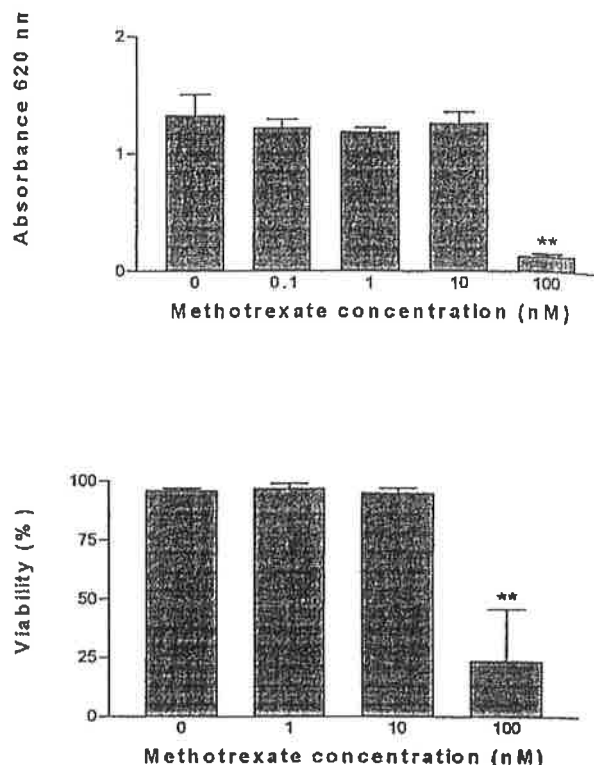 Absorbance 620 nm
2
1
0
**
0 0.1 1 10 100
Methotrexate concentration (nM)
Viability (%)
100
75
50
25
0
**
0 1 10 100
Methotrexate concentration (nM)